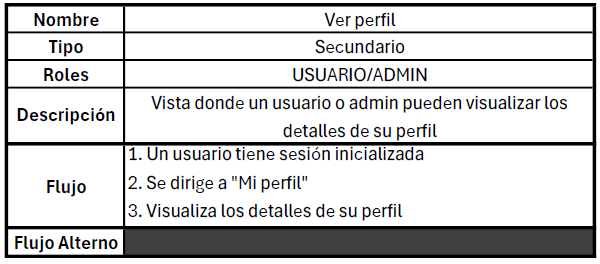 Nombre Ver perfil
Tipo Secundario
Roles USUARIO/ADMIN
Descripción Vista donde un usuario o admin pueden visualizar los
detalles de su perfil
Flujo
1. Un usuario tiene sesión inicializada
2. Se dirige a "Mi perfil"
3. Visualiza los detalles de su perfil
Flujo Alterno